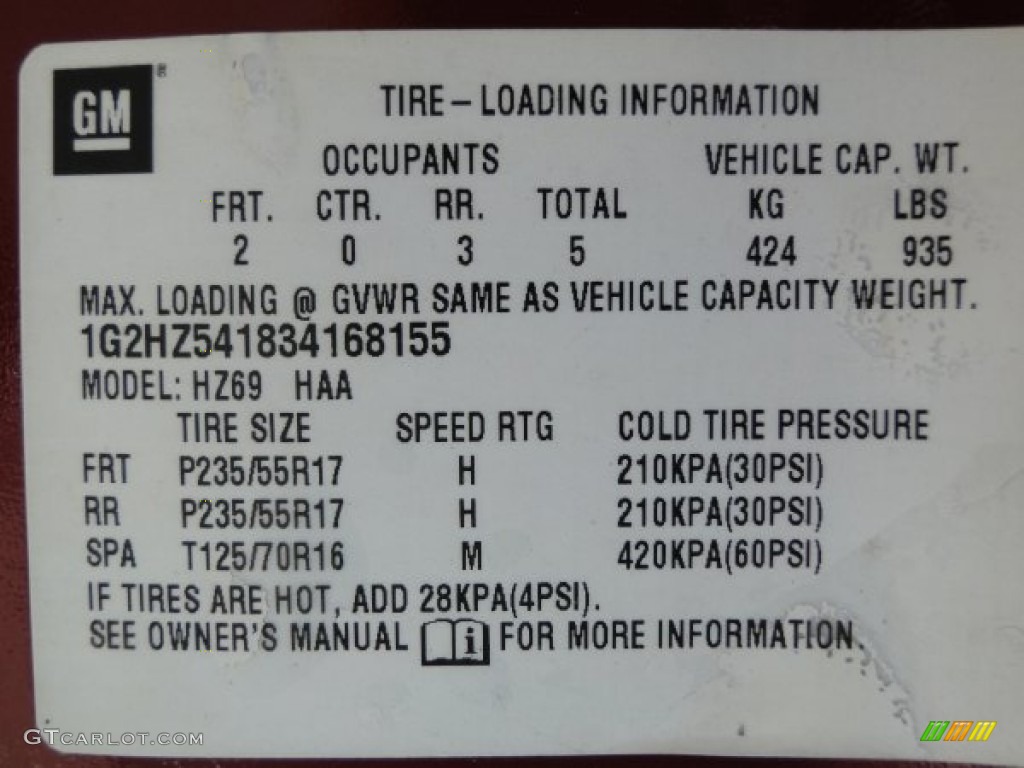 GM®
TIRE – LOADING INFORMATION
OCCUPANTS VEHICLE CAP. WT.
FRT. CTR. RR. TOTAL KG LBS
2 0 3 5 424 935
MAX. LOADING @ GVWR SAME AS VEHICLE CAPACITY WEIGHT.
1G2HZ541834168155
MODEL: HZ69 HAA
TIRE SIZE SPEED RTG COLD TIRE PRESSURE
FRT P235/55R17 H 210KPA(30PSI)
RR P235/55R17 H 210KPA(30PSI)
SPA T125/70R16 M 420KPA(60PSI)
IF TIRES ARE HOT, ADD 28KPA(4PSI).
SEE OWNER'S MANUAL i FOR MORE INFORMATION.
GTCARLOT.COM